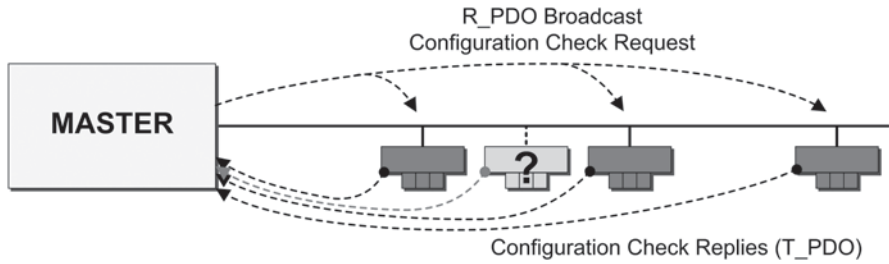 R_PDO Broadcast
Configuration Check Request
MASTER
?
Configuration Check Replies (T_PDO)